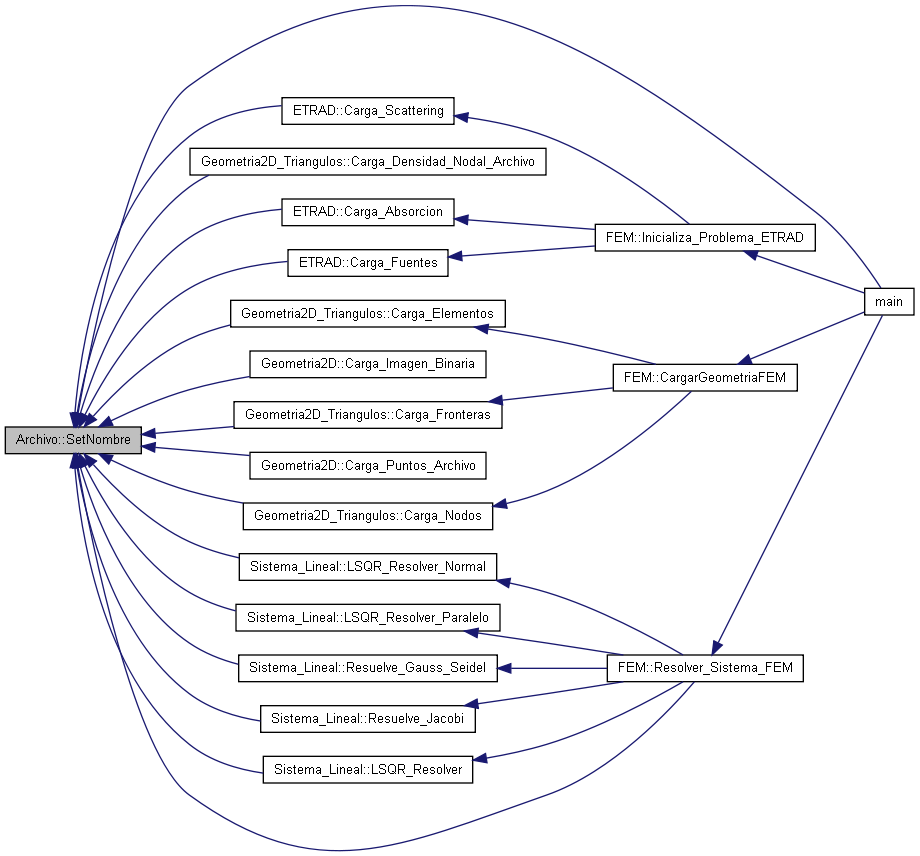 ETRAD::Carga_Scattering
Geometria2D_Triangulos::Carga_Densidad_Nodal_Archivo
ETRAD::Carga_Absorcion
FEM::Inicializa_Problema_ETRAD
ETRAD::Carga_Fuentes
main
Geometria2D_Triangulos::Carga_Elementos
Geometria2D::Carga_Imagen_Binaria
FEM::CargarGeometriaFEM
Geometria2D_Triangulos::Carga_Fronteras
Archivo::SetNombre
Geometria2D::Carga_Puntos_Archivo
Geometria2D_Triangulos::Carga_Nodos
Sistema_Lineal::LSQR_Resolver_Normal
Sistema_Lineal::LSQR_Resolver_Paralelo
Sistema_Lineal::Resuelve_Gauss_Seidel
FEM::Resolver_Sistema_FEM
Sistema_Lineal::Resuelve_Jacobi
Sistema_Lineal::LSQR_Resolver